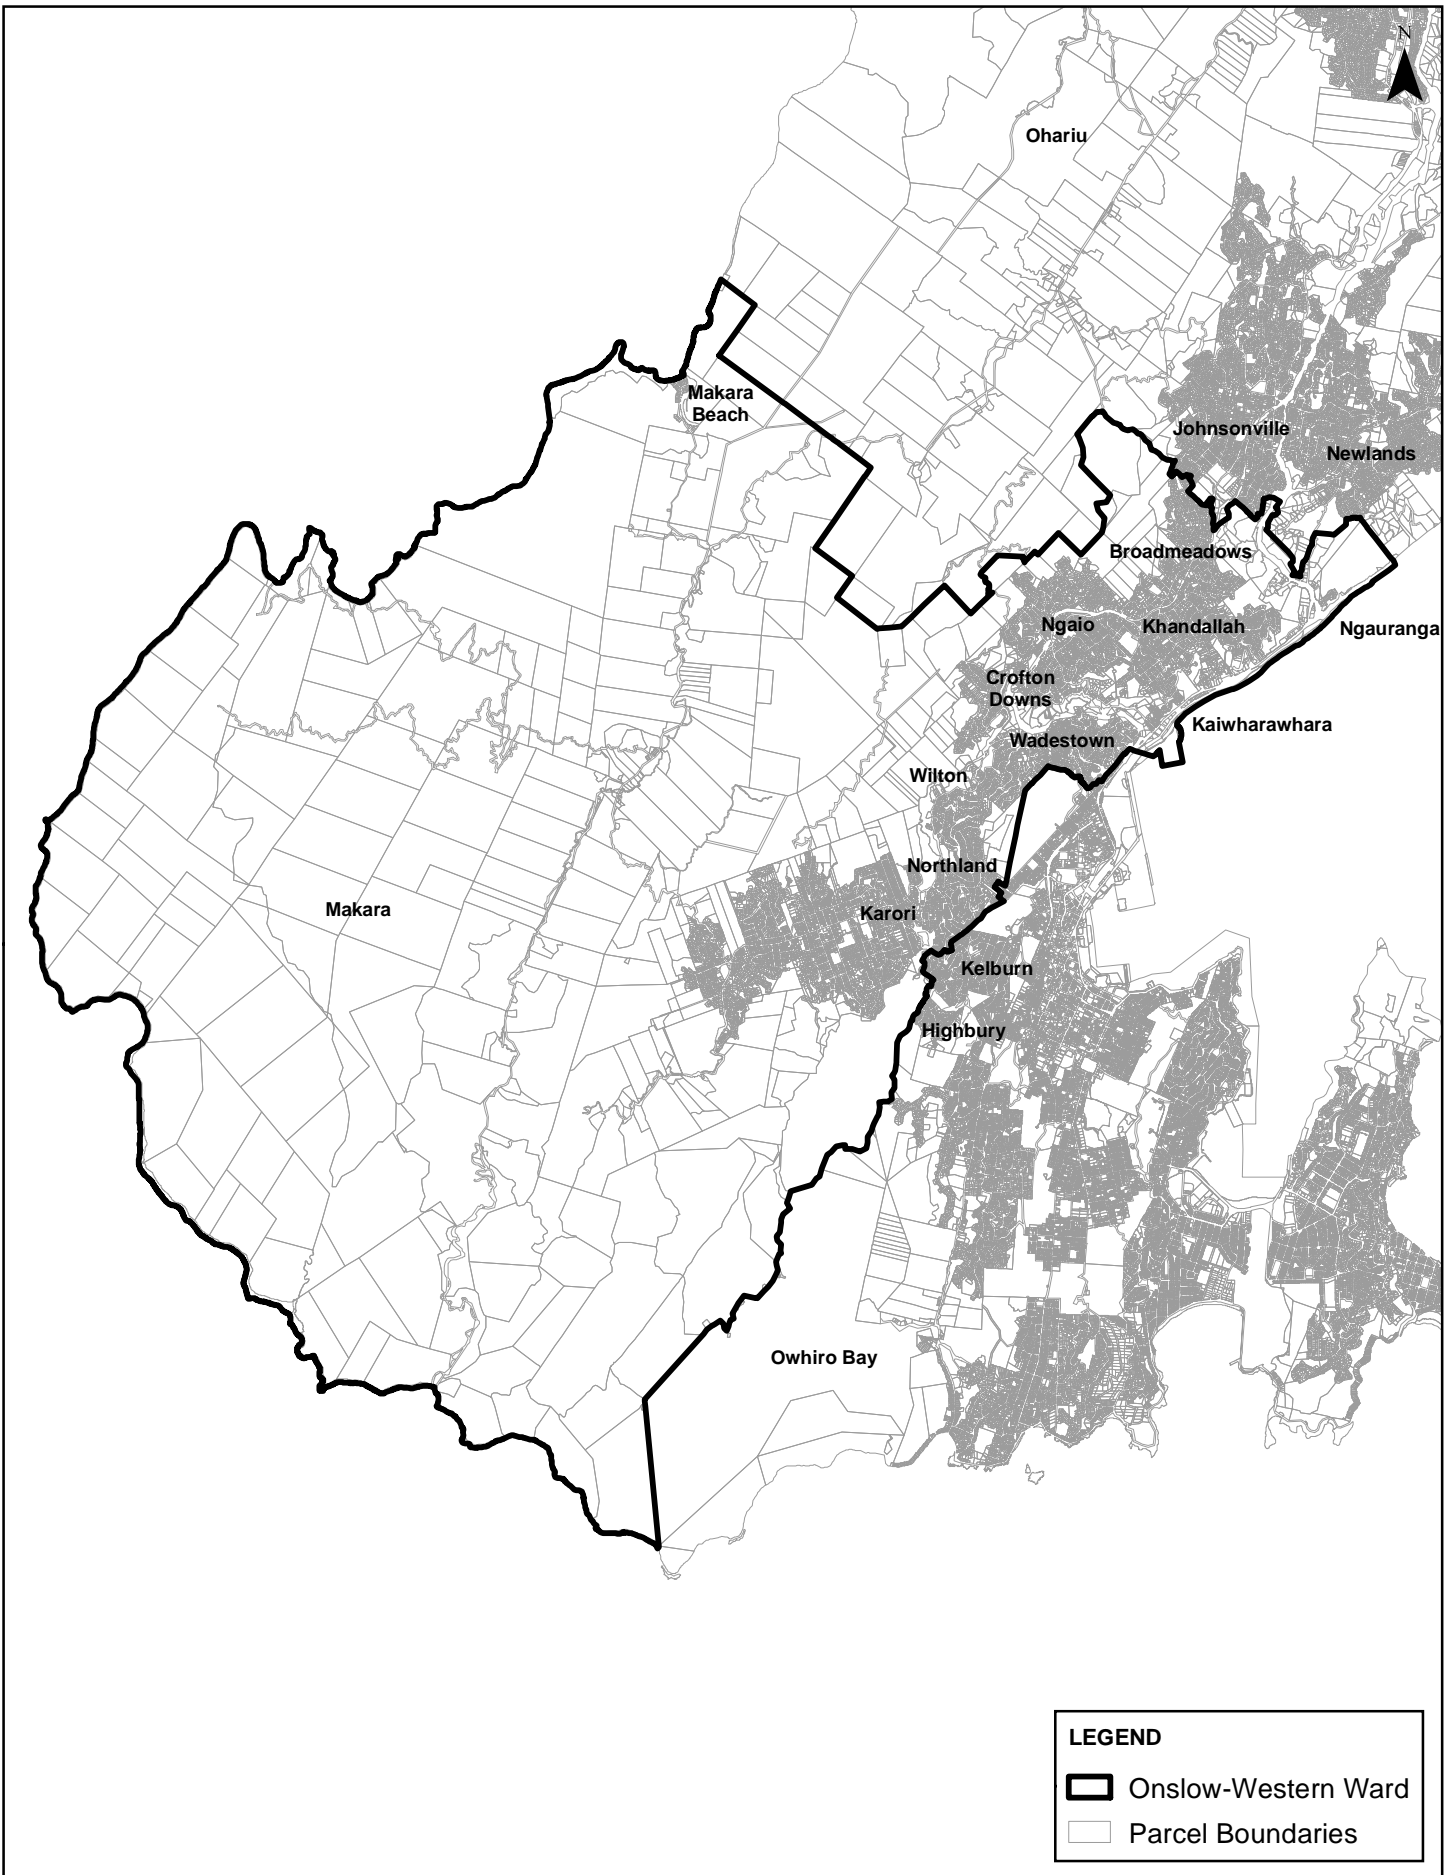 N
Ohariu
Makara
Beach
Johnsonville
Newlands
Broadmeadows
Ngaio
Khandallah
Ngauranga
Crofton
Downs
Kaiwharawhara
Wadestown
Wilton
Northland
Makara
Karori
Kelburn
Highbury
Owhiro Bay
LEGEND
Onslow-Western Ward
Parcel Boundaries